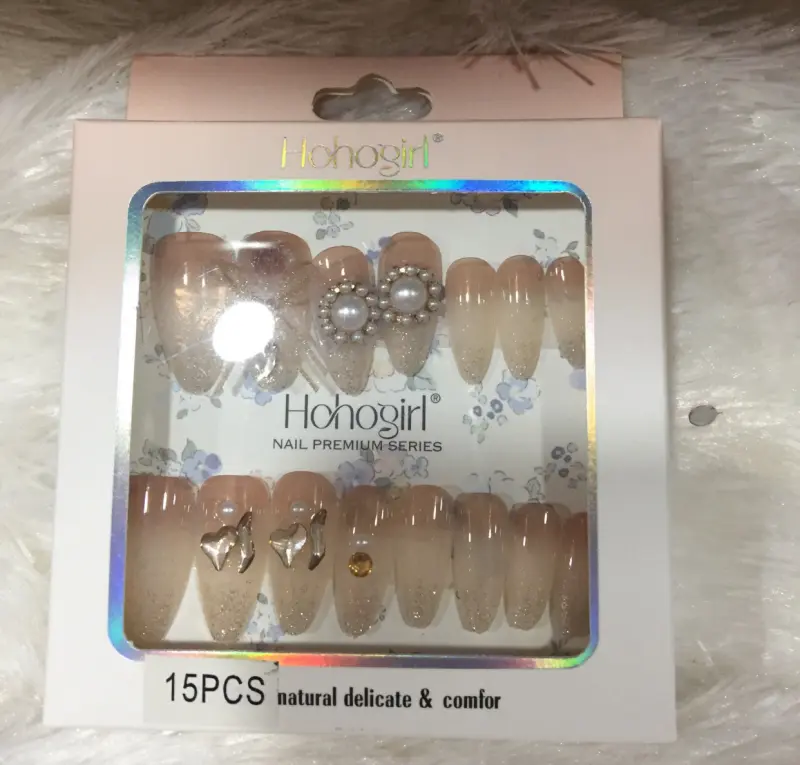 Hohogirl®
Hohogirl®
NAIL PREMIUM SERIES
15PCS natural delicate & comfor